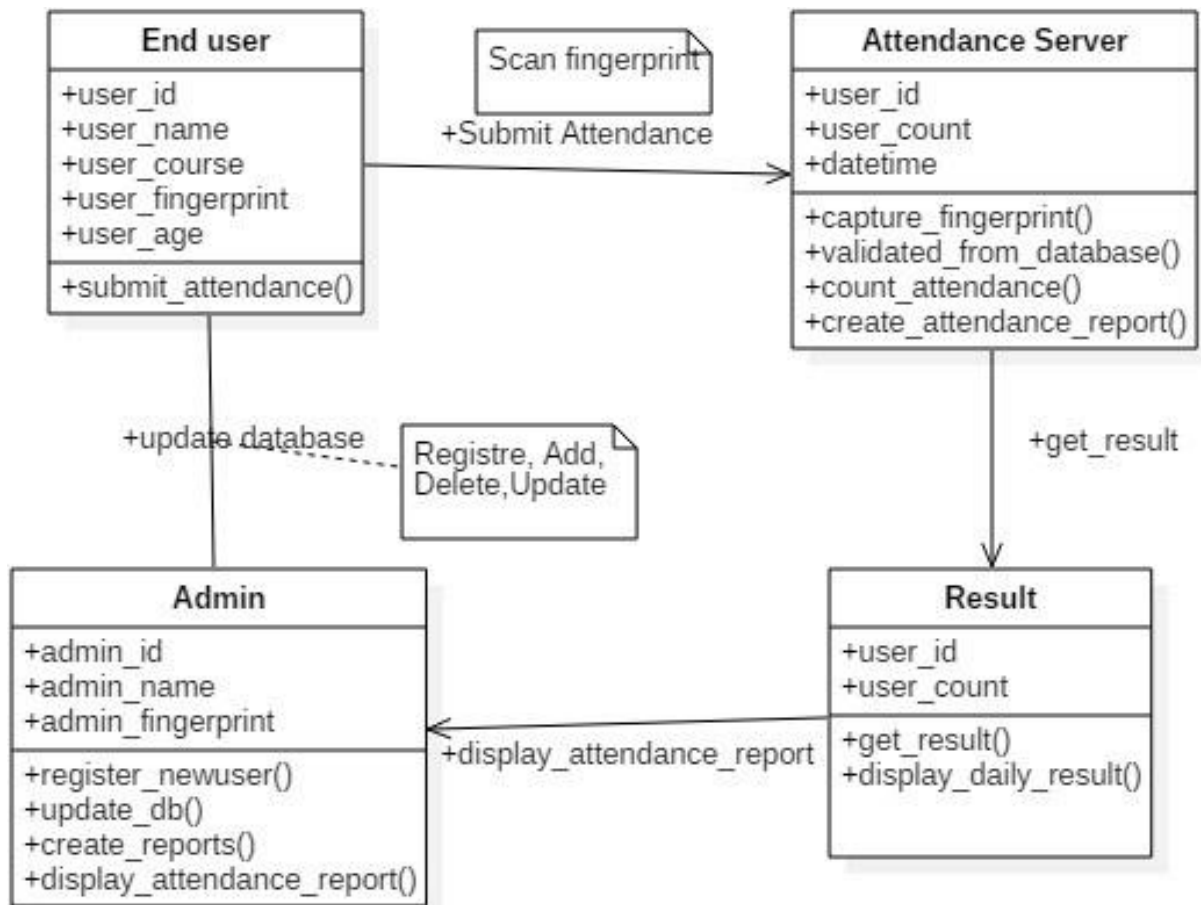 End user
+user_id
+user_name
+user_course
+user_fingerprint
+user_age
+submit_attendance()
Scan fingerprint
+Submit Attendance
Attendance Server
+user_id
+user_count
+datetime
+capture_fingerprint()
+validated_from_database()
+count_attendance()
+create_attendance_report()
+update database
Registre, Add,
Delete,Update
+get_result
Admin
+admin_id
+admin_name
+admin_fingerprint
+register_newuser()
+update_db()
+create_reports()
+display_attendance_report()
+display_attendance_report
Result
+user_id
+user_count
+get_result()
+display_daily_result()